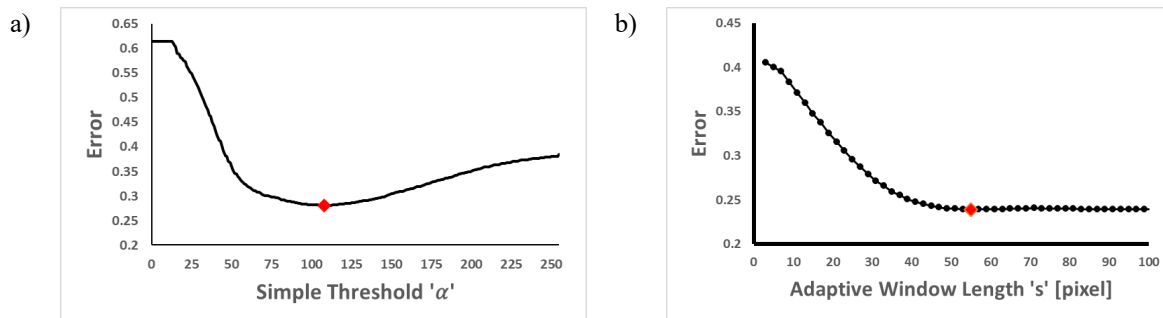 a)
0.65
0.6
0.55
0.5
0.45
0.4
0.35
0.3
0.25
0.2
Error
0 25 50 75 100 125 150 175 200 225 250
Simple Threshold 'α'
b)
0.45
0.4
0.35
0.3
0.25
0.2
Error
0 10 20 30 40 50 60 70 80 90 100
Adaptive Window Length 's' [pixel]